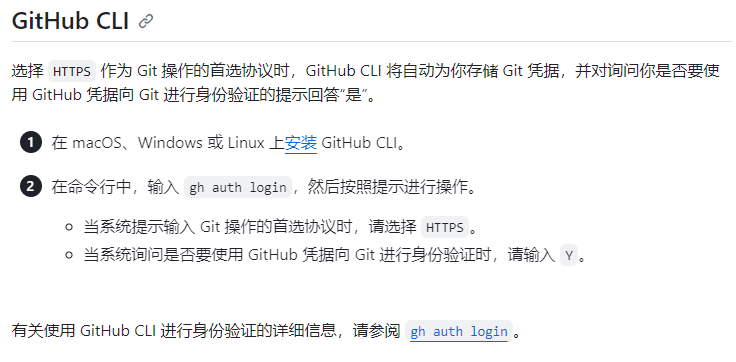 GitHub CLI
选择 HTTPS 作为 Git 操作的首选协议时，GitHub CLI 将自动为你存储 Git 凭据，并对询问你是否要使
用 GitHub 凭据向 Git 进行身份验证的提示回答“是”。
1 在 macOS、Windows 或 Linux 上安装 GitHub CLI。
2 在命令行中，输入 gh auth login，然后按照提示进行操作。
当系统提示输入 Git 操作的首选协议时，请选择 HTTPS 。
当系统询问是否要使用 GitHub 凭据向 Git 进行身份验证时，请输入 Y 。
有关使用 GitHub CLI 进行身份验证的详细信息，请参阅 gh auth login 。